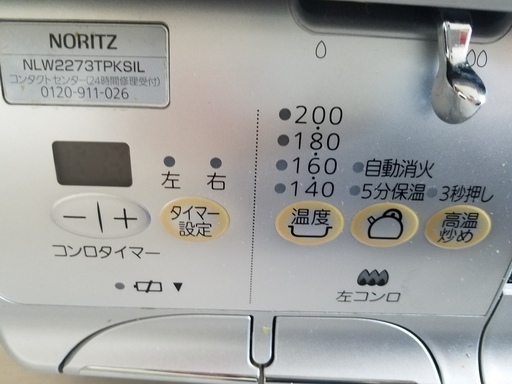 NORITZ
NLW2273TPKSIL
コンタクトセンター(24時間修理受付)
0120-911-026
左 右
− +
タイマー
設定
コンロタイマー
200
180
160
140
自動消火
5分保温
3秒押し
温度
高温
炒め
左コンロ